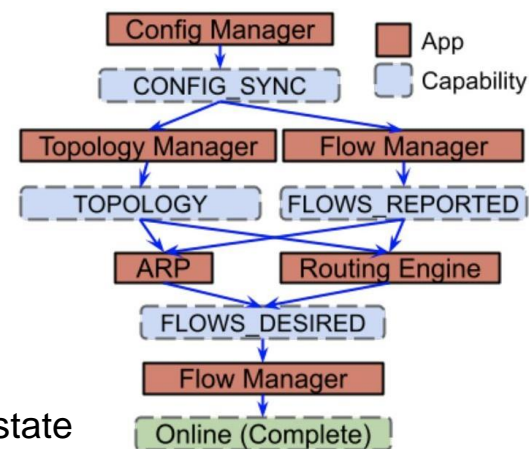 Config Manager
App
CONFIG_SYNC
Capability
Topology Manager
Flow Manager
TOPOLOGY
FLOWS_REPORTED
ARP
Routing Engine
FLOWS_DESIRED
Flow Manager
state
Online (Complete)